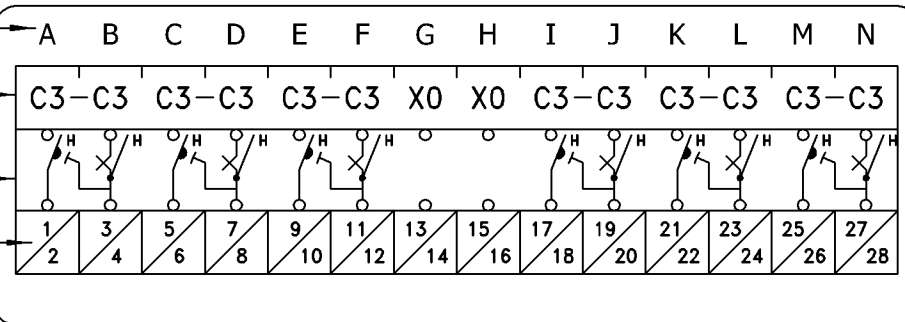 A B C D E F G H I J K L M N
C3-C3 C3-C3 C3-C3 X0 X0 C3-C3 C3-C3 C3-C3
H H H H H H H H H H H H
1 3 5 7 9 11 13 15 17 19 21 23 25 27
2 4 6 8 10 12 14 16 18 20 22 24 26 28